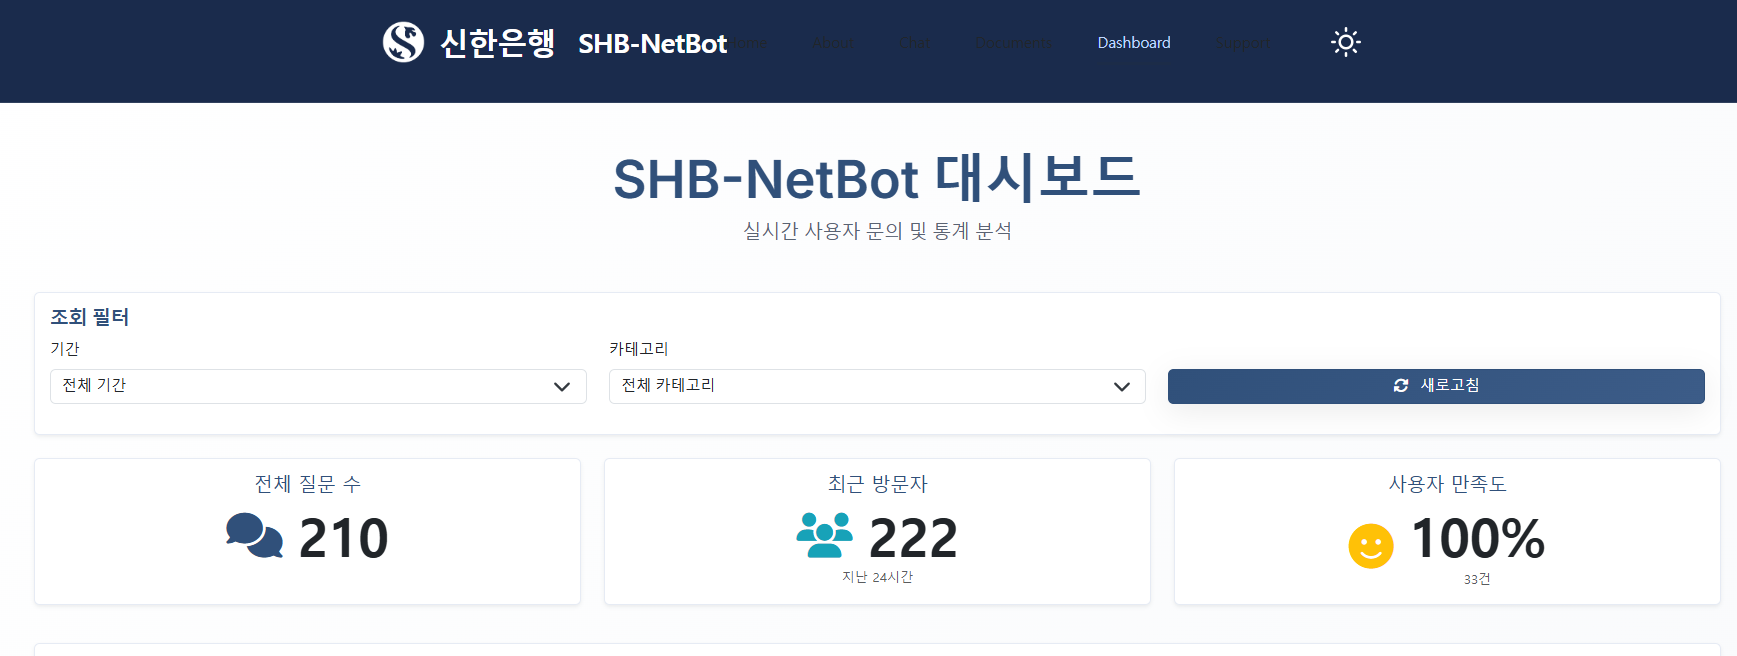 신한은행 SHB-NetBot Home About Chat Documents Dashboard Support
SHB-NetBot 대시보드
실시간 사용자 문의 및 통계 분석
조회 필터
기간 카테고리
전체 기간 전체 카테고리 새로고침
전체 질문 수 최근 방문자 사용자 만족도
210 222 100%
지난 24시간 33건